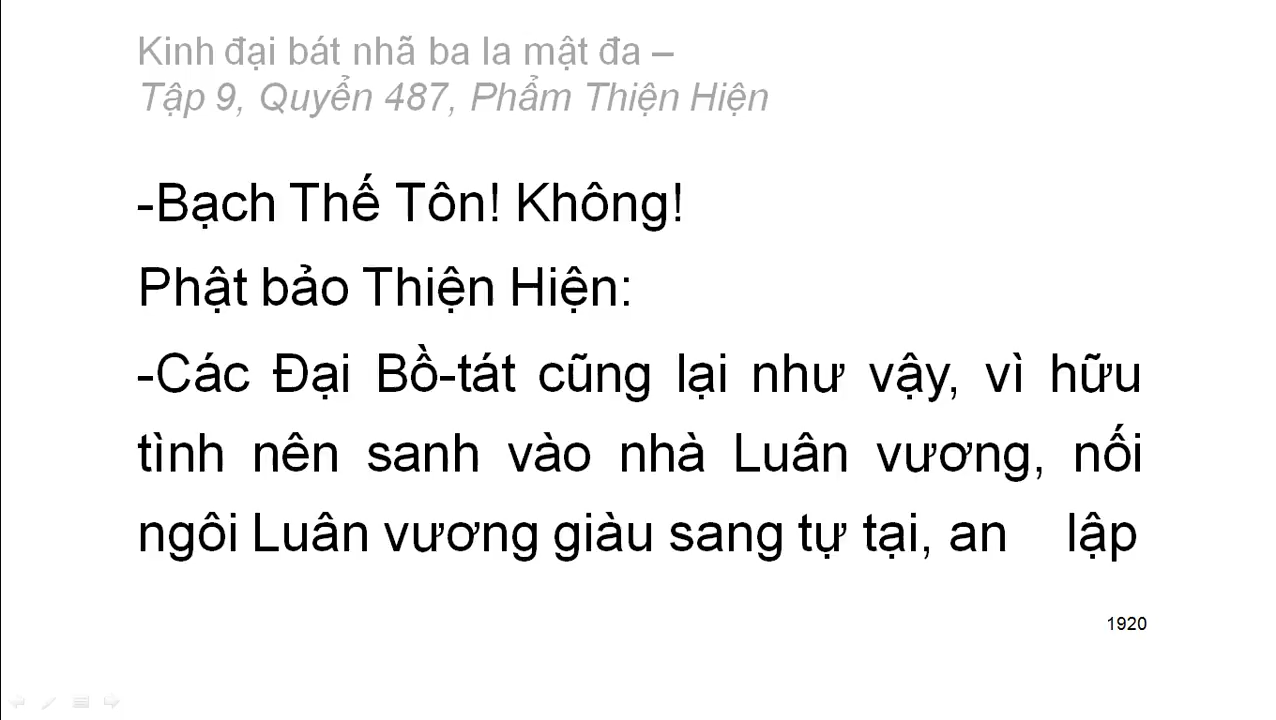 Kinh đại bát nhã ba la mật đa –
Tập 9, Quyển 487, Phẩm Thiện Hiện
-Bạch Thế Tôn! Không!
Phật bảo Thiện Hiện:
-Các Đại Bồ-tát cũng lại như vậy, vì hữu
tình nên sanh vào nhà Luân vương, nối
ngôi Luân vương giàu sang tự tại, an lập
1920